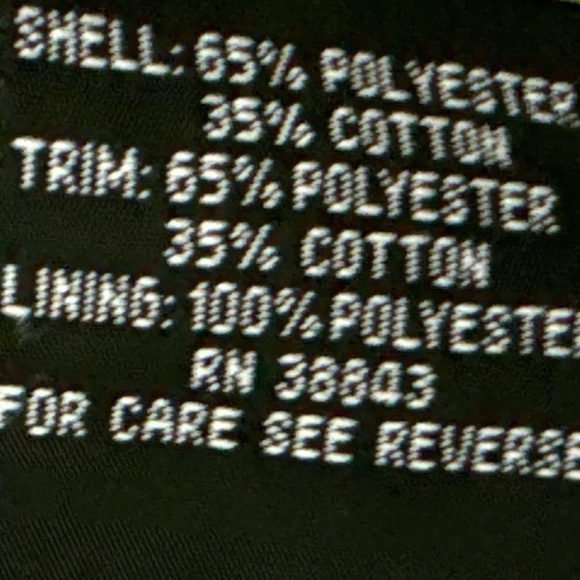 SHELL: 65% POLYESTER
35% COTTON
TRIM: 65% POLYESTER
35% COTTON
LINING: 100% POLYESTER
RN 38843
FOR CARE SEE REVERSE